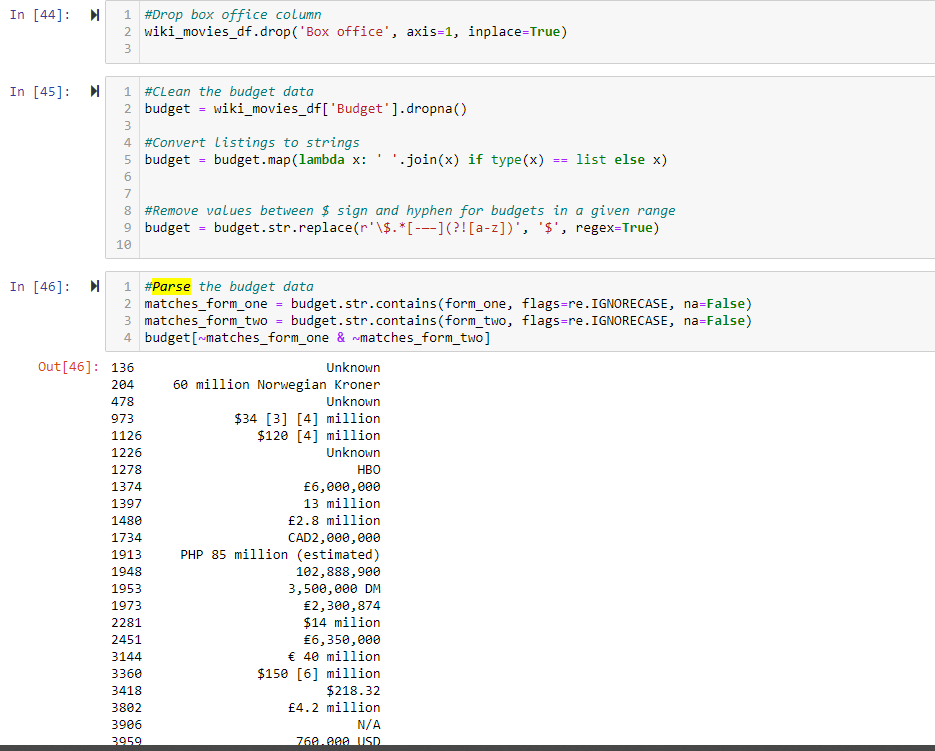 In [44]:
1 #Drop box office column
2 wiki_movies_df.drop('Box office', axis=1, inplace=True)
3
In [45]:
1 #CLean the budget data
2 budget = wiki_movies_df['Budget'].dropna()
3
4 #Convert listings to strings
5 budget = budget.map(lambda x: ' '.join(x) if type(x) == list else x)
6
7
8 #Remove values between $ sign and hyphen for budgets in a given range
9 budget = budget.str.replace(r'\$.*[-—–](?![a-z])', '$', regex=True)
10
In [46]:
1 #Parse the budget data
2 matches_form_one = budget.str.contains(form_one, flags=re.IGNORECASE, na=False)
3 matches_form_two = budget.str.contains(form_two, flags=re.IGNORECASE, na=False)
4 budget[~matches_form_one & ~matches_form_two]
Out[46]:
136 Unknown
204 60 million Norwegian Kroner
478 Unknown
973 $34 [3] [4] million
1126 $120 [4] million
1226 Unknown
1278 HBO
1374 £6,000,000
1397 13 million
1480 £2.8 million
1734 CAD2,000,000
1913 PHP 85 million (estimated)
1948 102,888,900
1953 3,500,000 DM
1973 ₤2,300,874
2281 $14 milion
2451 ₤6,350,000
3144 € 40 million
3360 $150 [6] million
3418 $218.32
3802 £4.2 million
3906 N/A
3959 760,000 USD